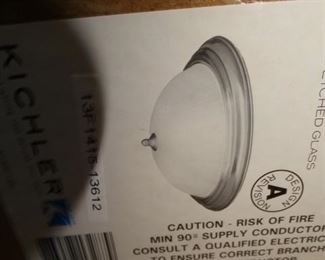 KICHLER
K
13F1415-13612
ETCHED GLASS
DESIGN
A
REVISION
CAUTION - RISK OF FIRE
MIN 90° SUPPLY CONDUCTOR
CONSULT A QUALIFIED ELECTRIC
TO ENSURE CORRECT BRANCH